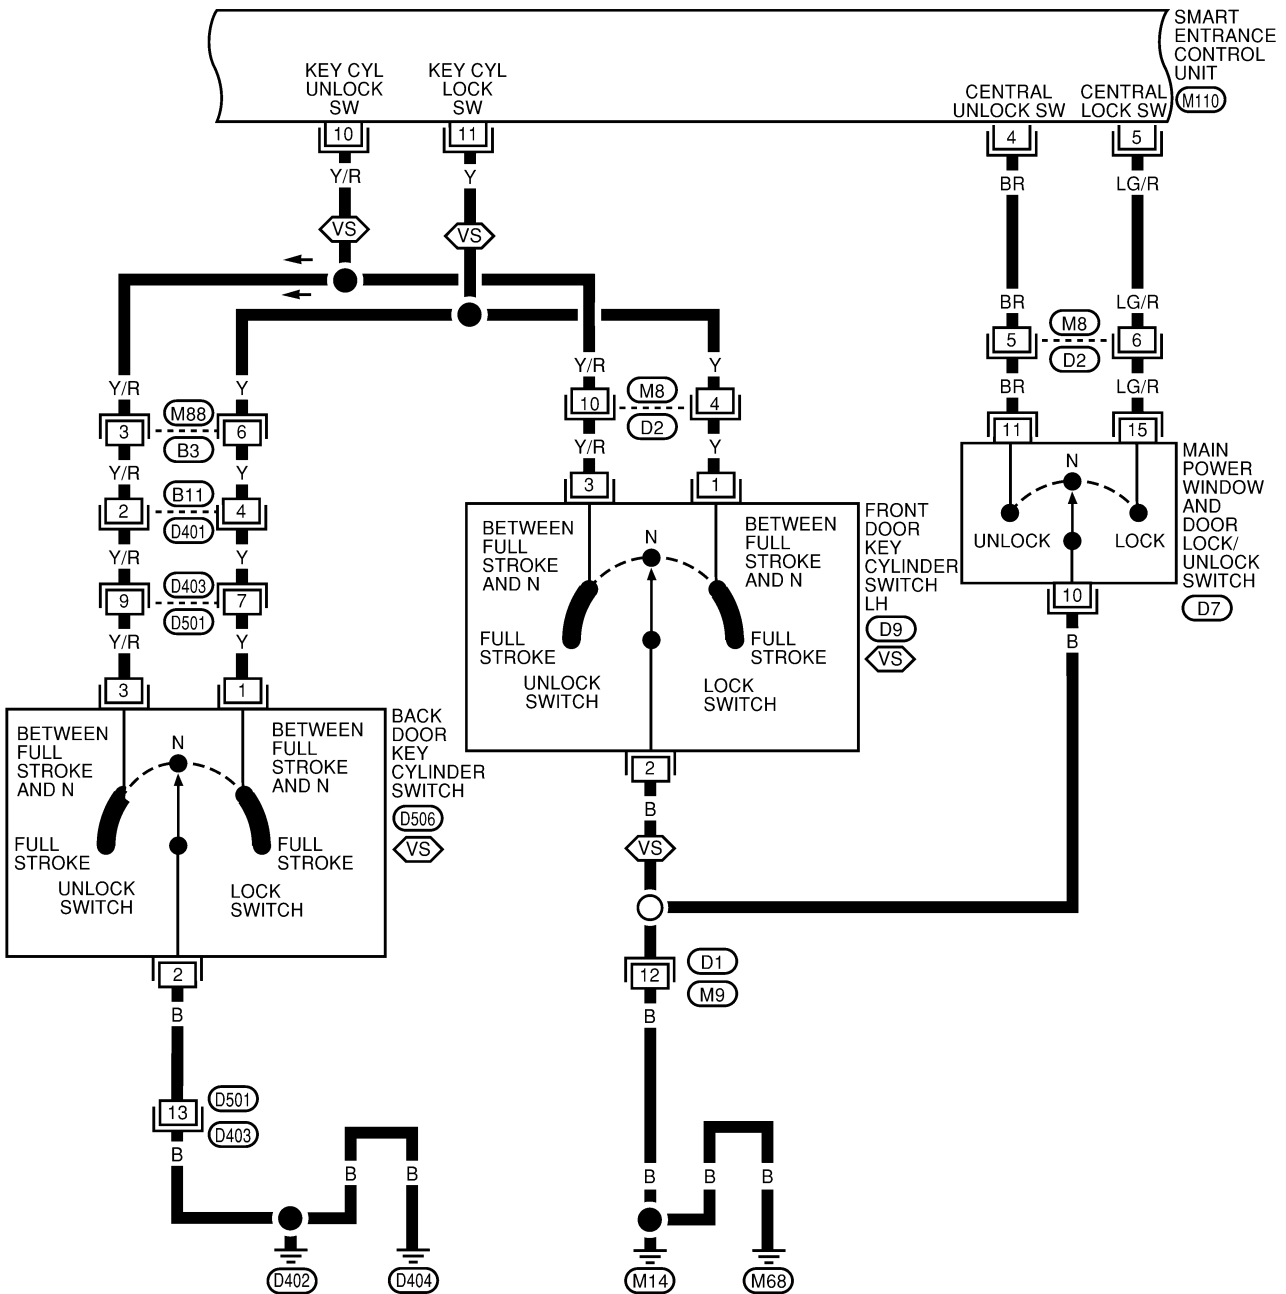 SMART
ENTRANCE
CONTROL
UNIT
M110
KEY CYL
UNLOCK
SW
KEY CYL
LOCK
SW
CENTRAL
UNLOCK SW
CENTRAL
LOCK SW
10
11
4
5
Y/R
Y
BR
LG/R
VS
VS
BR
LG/R
5
M8
D2
6
BR
LG/R
11
15
Y/R
Y
Y/R
Y
10
M8
D2
4
Y/R
Y
3
1
3
M88
B3
6
Y/R
Y
2
B11
D401
4
Y/R
Y
9
D403
D501
7
Y/R
Y
3
1
N
UNLOCK
LOCK
MAIN
POWER
WINDOW
AND
DOOR
LOCK/
UNLOCK
SWITCH
D7
10
B
BETWEEN
FULL
STROKE
AND N
N
BETWEEN
FULL
STROKE
AND N
FULL
STROKE
FULL
STROKE
UNLOCK
SWITCH
LOCK
SWITCH
FRONT
DOOR
KEY
CYLINDER
SWITCH
LH
D9
VS
BETWEEN
FULL
STROKE
AND N
N
BETWEEN
FULL
STROKE
AND N
FULL
STROKE
FULL
STROKE
UNLOCK
SWITCH
LOCK
SWITCH
BACK
DOOR
KEY
CYLINDER
SWITCH
D506
VS
2
B
VS
12
D1
M9
B
2
B
13
D501
D403
B
B
B
B
B
B
D402
D404
M14
M68